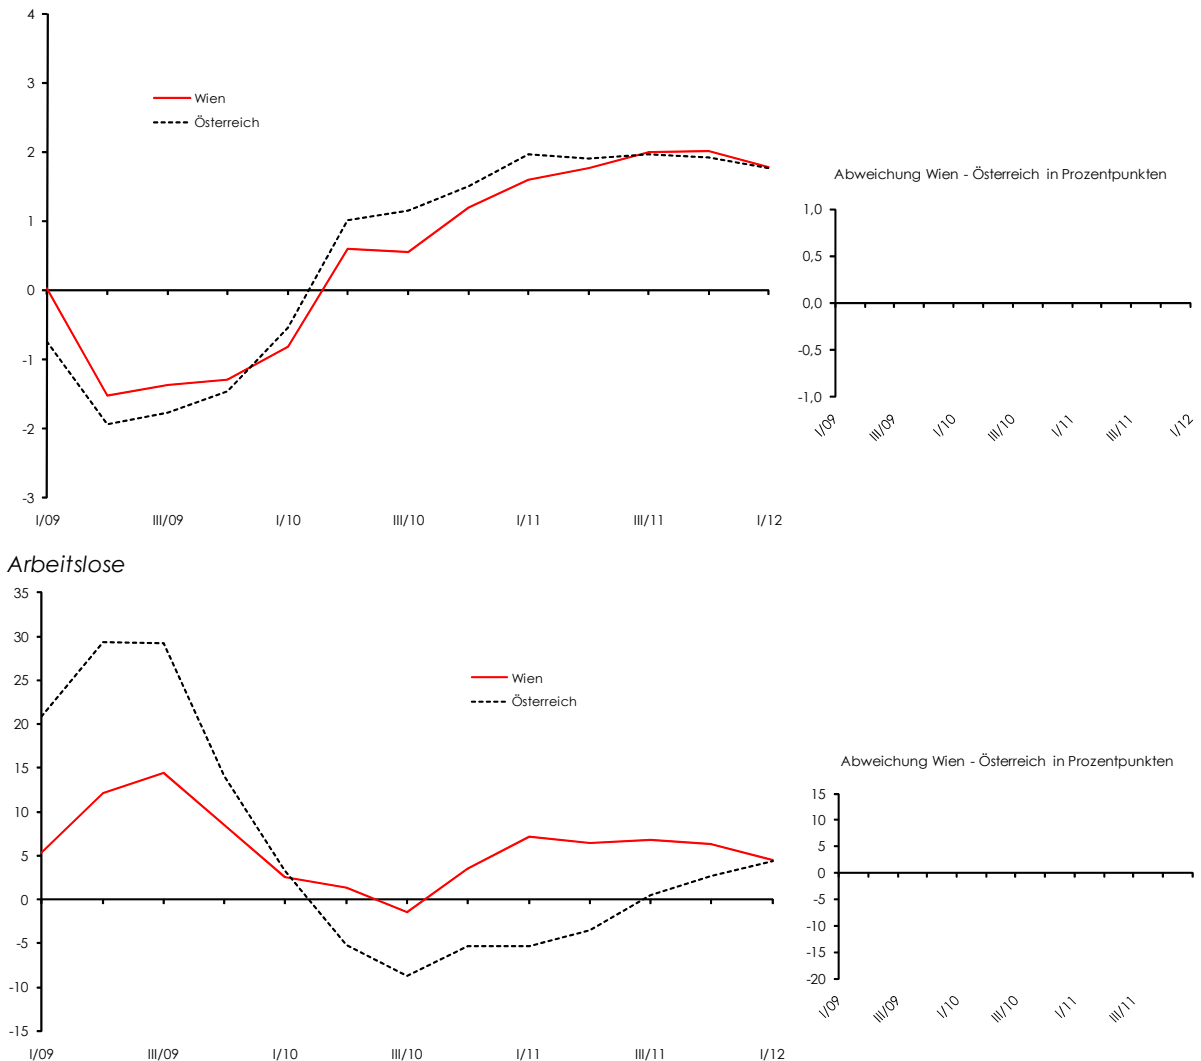 4
3
2
1
0
-1
-2
-3
Wien
Österreich
I/09
III/09
I/10
III/10
I/11
III/11
I/12
Abweichung Wien - Österreich in Prozentpunkten
1,0
0,5
0,0
-0,5
-1,0
I/09
III/09
I/10
III/10
I/11
III/11
I/12
Arbeitslose
35
30
25
20
15
10
5
0
-5
-10
-15
Wien
Österreich
I/09
III/09
I/10
III/10
I/11
III/11
I/12
Abweichung Wien - Österreich in Prozentpunkten
15
10
5
0
-5
-10
-15
-20
I/09
III/09
I/10
III/10
I/11
III/11